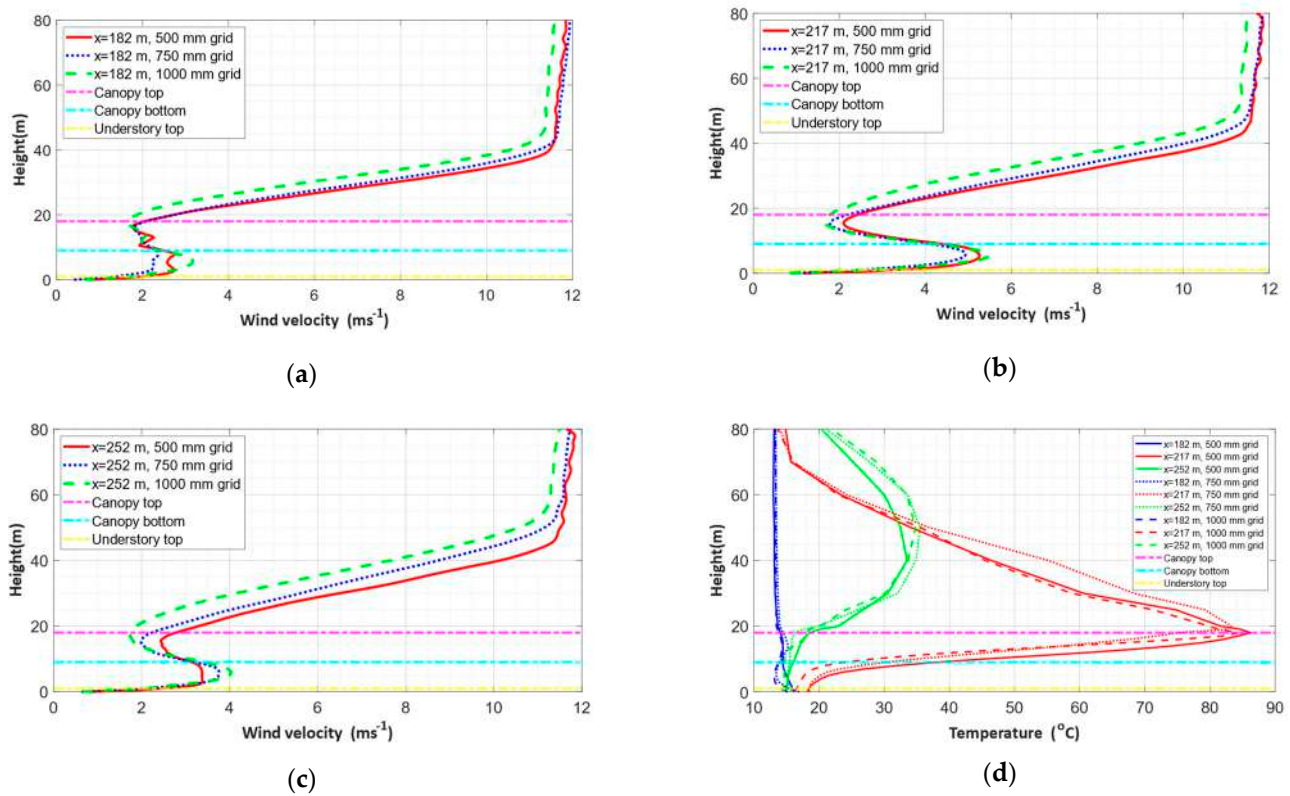 80
60
40
20
0
Height(m)
x=182 m, 500 mm grid
x=182 m, 750 mm grid
x=182 m, 1000 mm grid
Canopy top
Canopy bottom
Understory top
0 2 4 6 8 10 12
Wind velocity (ms⁻¹)
(a)
80
60
40
20
0
Height(m)
x=217 m, 500 mm grid
x=217 m, 750 mm grid
x=217 m, 1000 mm grid
Canopy top
Canopy bottom
Understory top
0 2 4 6 8 10 12
Wind velocity (ms⁻¹)
(b)
80
60
40
20
0
Height(m)
x=252 m, 500 mm grid
x=252 m, 750 mm grid
x=252 m, 1000 mm grid
Canopy top
Canopy bottom
Understory top
0 2 4 6 8 10 12
Wind velocity (ms⁻¹)
(c)
80
60
40
20
0
Height(m)
x=182 m, 500 mm grid
x=217 m, 500 mm grid
x=252 m, 500 mm grid
x=182 m, 750 mm grid
x=217 m, 750 mm grid
x=252 m, 750 mm grid
x=182 m, 1000 mm grid
x=217 m, 1000 mm grid
x=252 m, 1000 mm grid
Canopy top
Canopy bottom
Understory top
10 20 30 40 50 60 70 80 90
Temperature (°C)
(d)